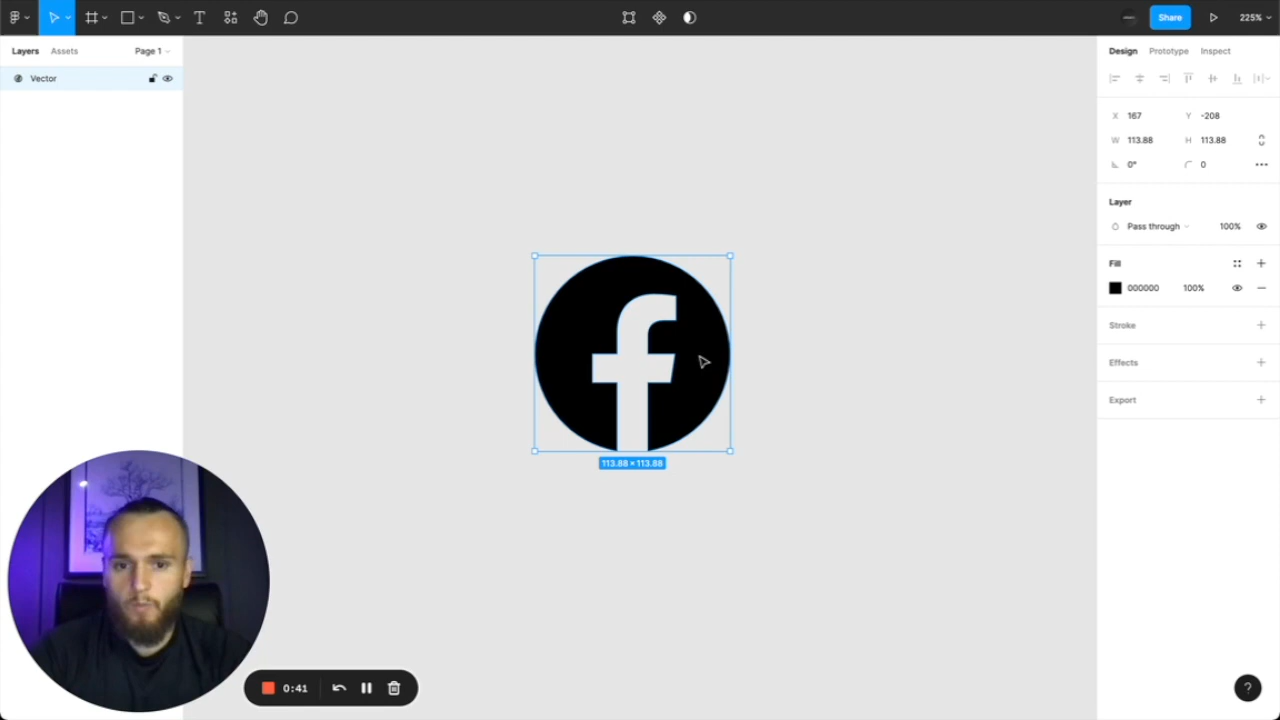 Share
225%
Layers
Assets
Page 1
Design
Prototype
Inspect
Vector
X
167
Y
-208
W
113.88
H
113.88
0°
0
Layer
Pass through
100%
Fill
000000
100%
Stroke
Effects
Export
f
113.88 × 113.88
0:41
?